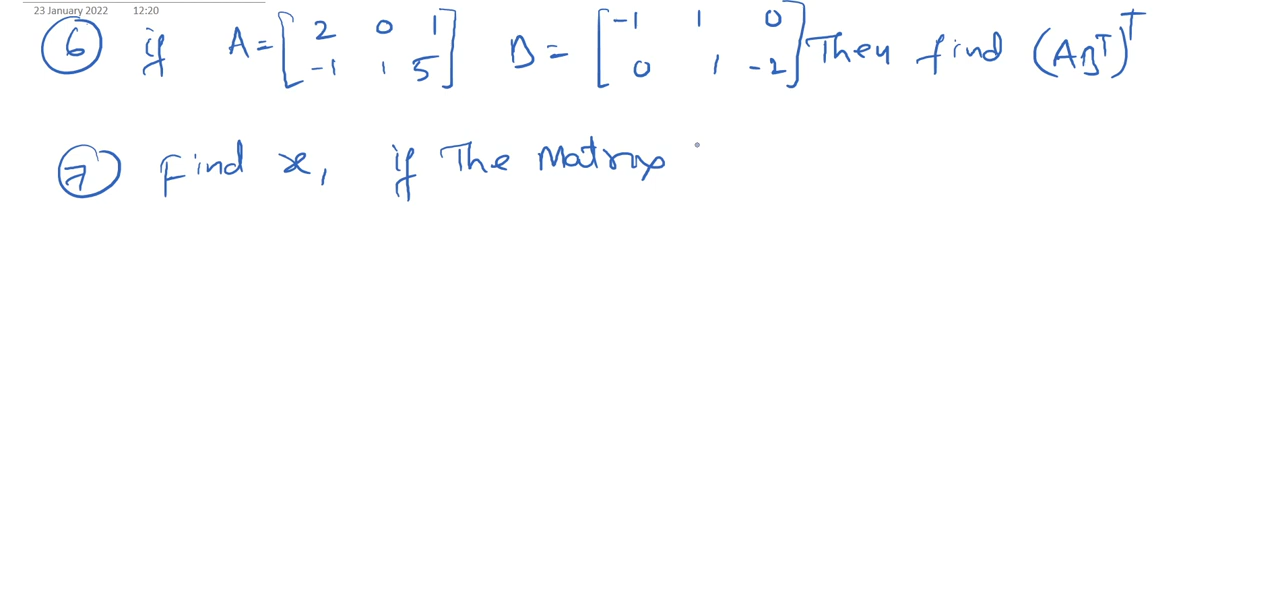 23 January 2022 12:20
6 if A = [ 2 0 1 B = [ -1 1 0 Then find (ABᵀ)ᵀ
-1 1 5 ] 0 1 -2 ]
7 Find x, if The Matrix